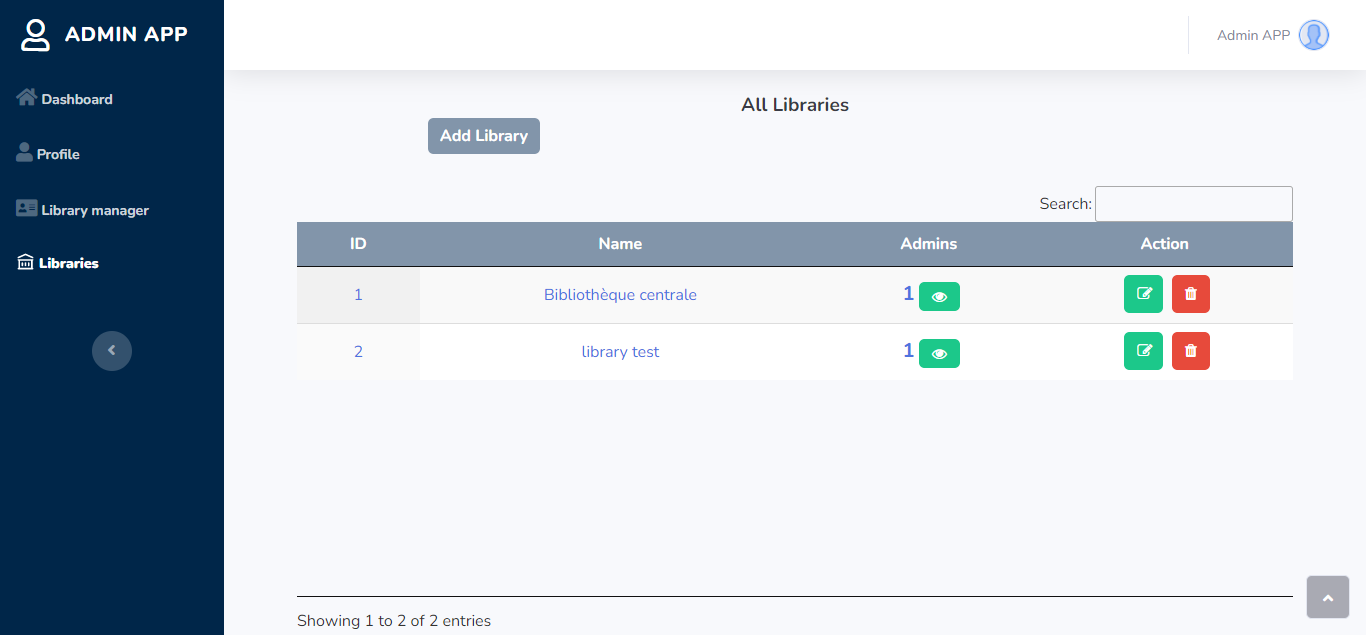 ADMIN APP
Admin APP
Dashboard
Profile
Library manager
Libraries
All Libraries
Add Library
Search:
ID Name Admins Action
1 Bibliothèque centrale 1
2 library test 1
Showing 1 to 2 of 2 entries